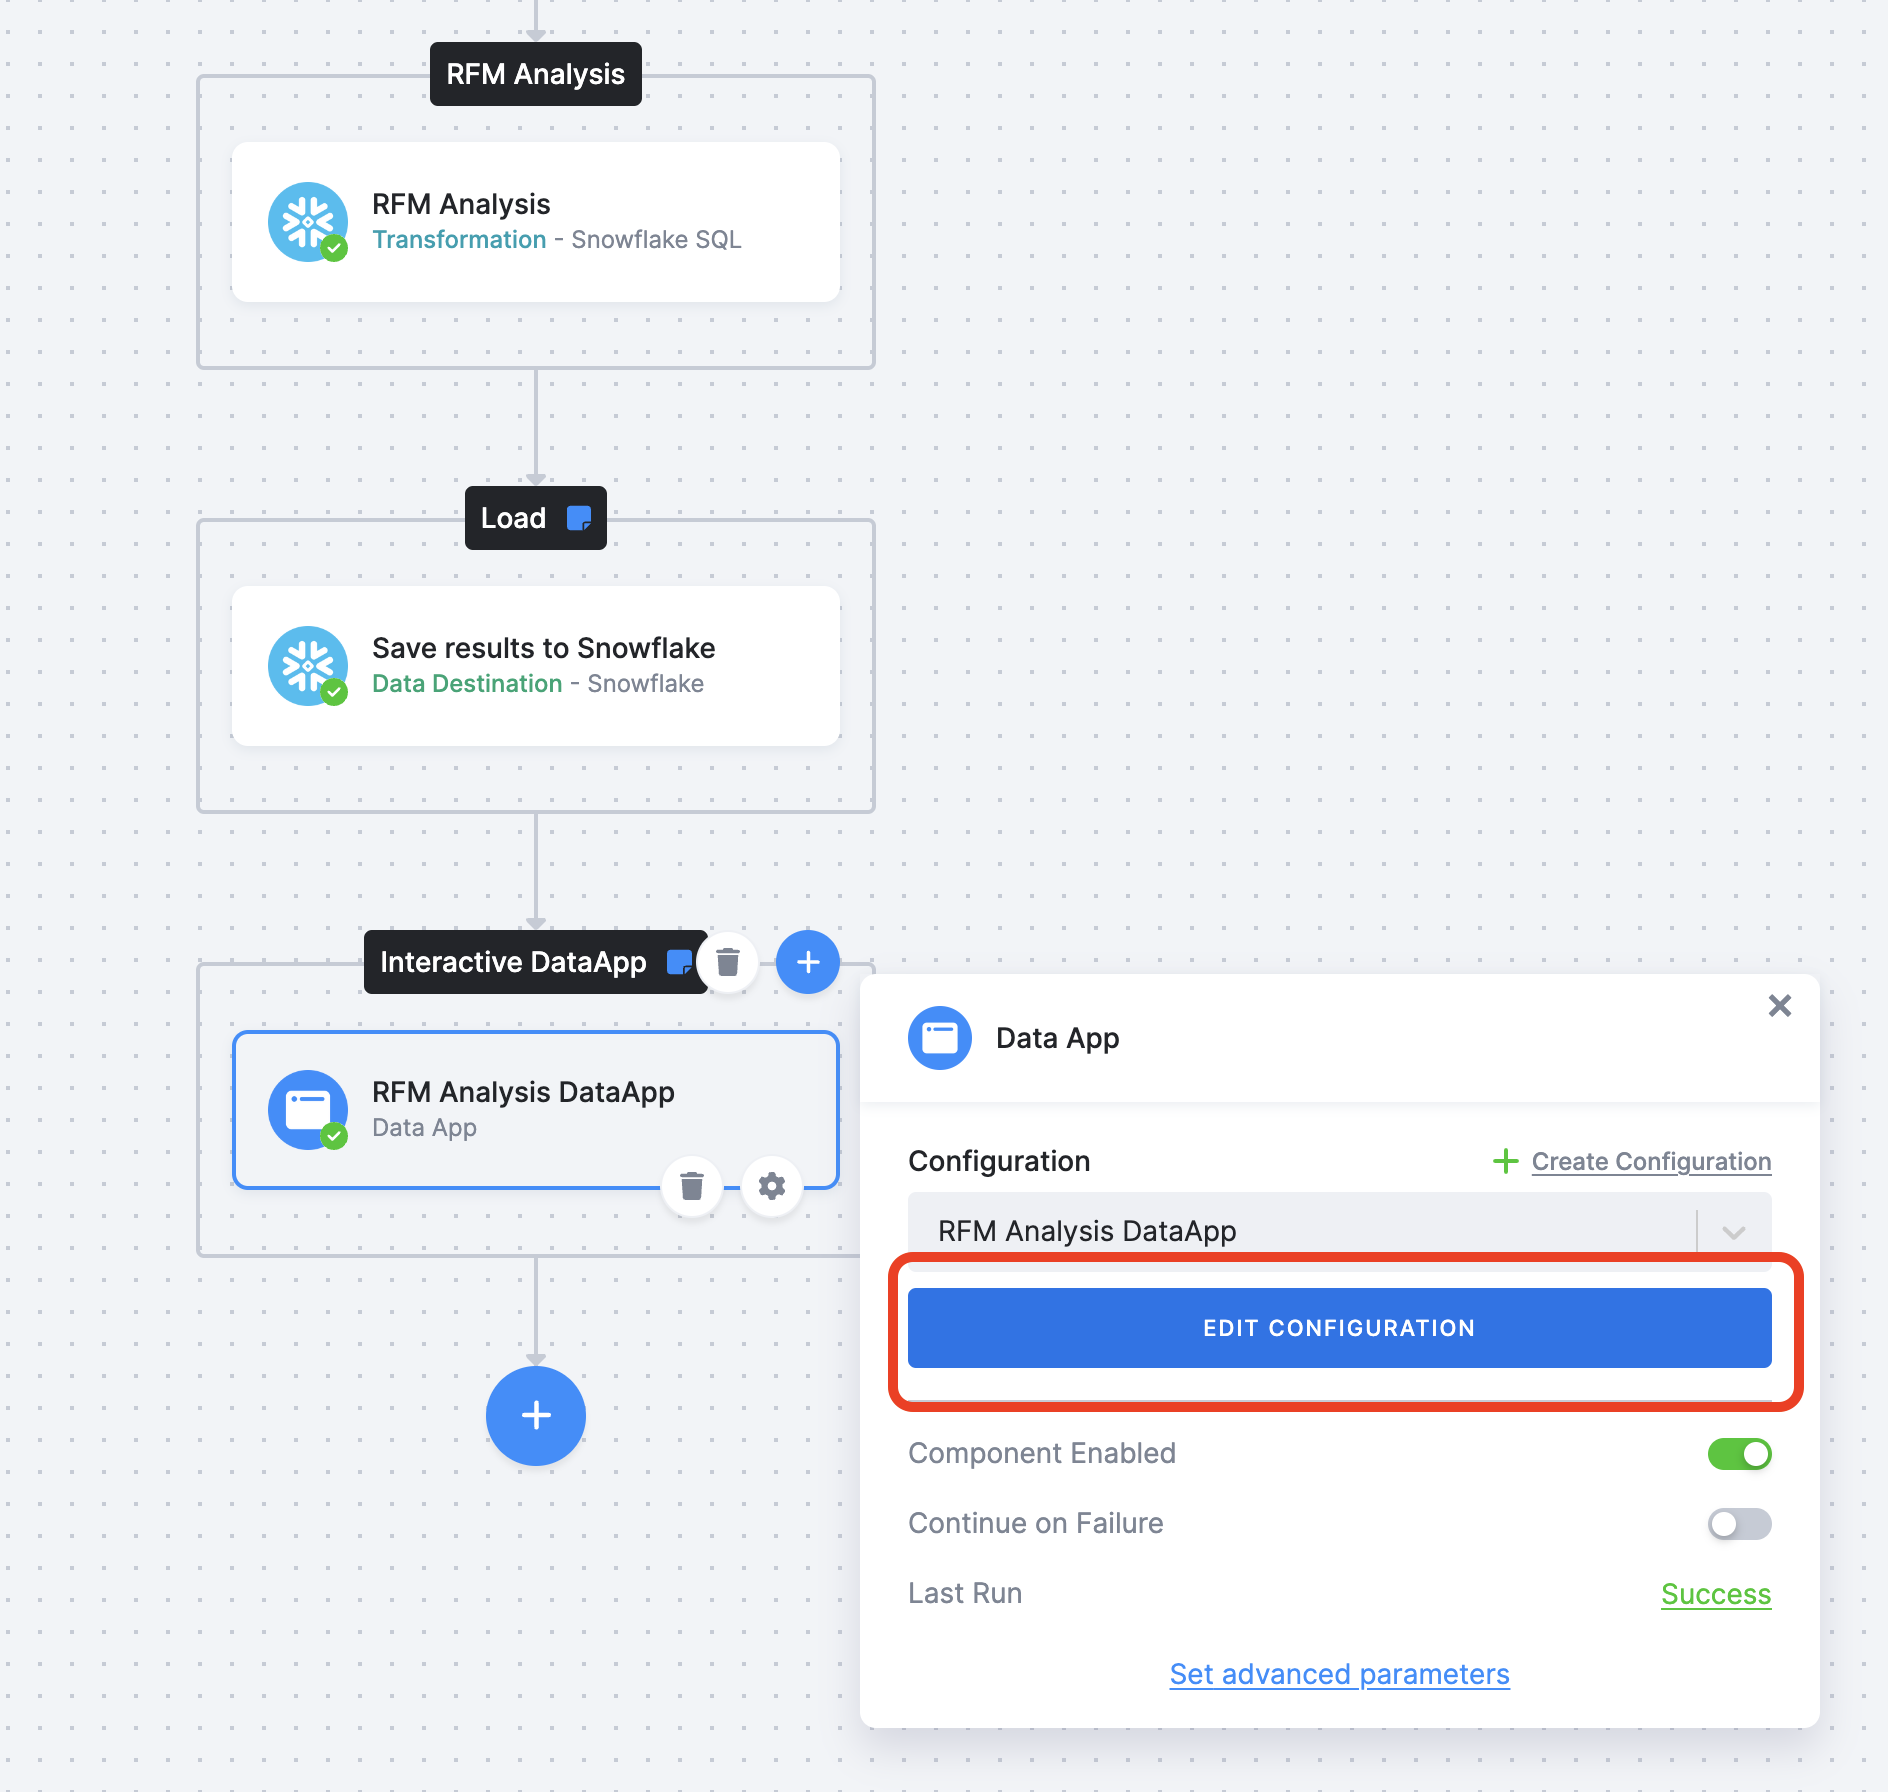 RFM Analysis
RFM Analysis
Transformation - Snowflake SQL
Load
Save results to Snowflake
Data Destination - Snowflake
Interactive DataApp
RFM Analysis DataApp
Data App
Data App
Configuration
Create Configuration
RFM Analysis DataApp
EDIT CONFIGURATION
Component Enabled
Continue on Failure
Last Run
Success
Set advanced parameters